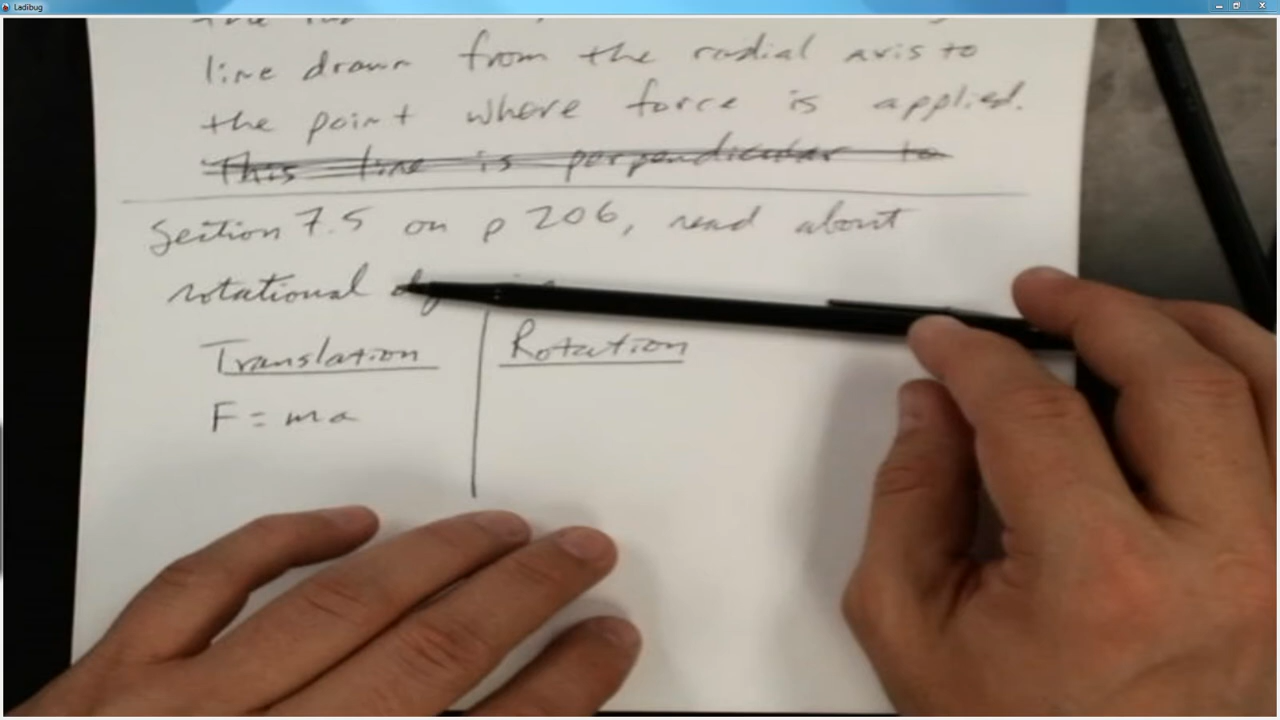 Ladibug
line drawn from the radial axis to
the point where force is applied.
This line is perpendicular to
Section 7.5 on p 206, read about
rotational
Translation
Rotation
F = ma